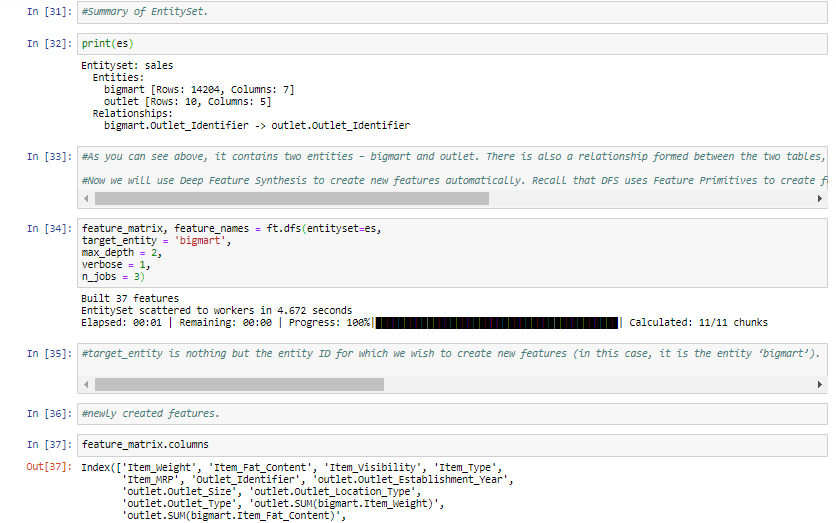 In [31]: #Summary of EntitySet.
In [32]: print(es)
Entityset: sales
Entities:
bigmart [Rows: 14204, Columns: 7]
outlet [Rows: 10, Columns: 5]
Relationships:
bigmart.Outlet_Identifier -> outlet.Outlet_Identifier
In [33]: #As you can see above, it contains two entities – bigmart and outlet. There is also a relationship formed between the two tables,
#Now we will use Deep Feature Synthesis to create new features automatically. Recall that DFS uses Feature Primitives to create
In [34]: feature_matrix, feature_names = ft.dfs(entityset=es,
target_entity = 'bigmart',
max_depth = 2,
verbose = 1,
n_jobs = 3)
Built 37 features
EntitySet scattered to workers in 4.672 seconds
Elapsed: 00:01 | Remaining: 00:00 | Progress: 100%| | Calculated: 11/11 chunks
In [35]: #target_entity is nothing but the entity ID for which we wish to create new features (in this case, it is the entity ‘bigmart’).
In [36]: #newly created features.
In [37]: feature_matrix.columns
Out[37]: Index(['Item_Weight', 'Item_Fat_Content', 'Item_Visibility', 'Item_Type',
'Item_MRP', 'Outlet_Identifier', 'outlet.Outlet_Establishment_Year',
'outlet.Outlet_Size', 'outlet.Outlet_Location_Type',
'outlet.Outlet_Type', 'outlet.SUM(bigmart.Item_Weight)',
'outlet.SUM(bigmart.Item_Fat_Content)',